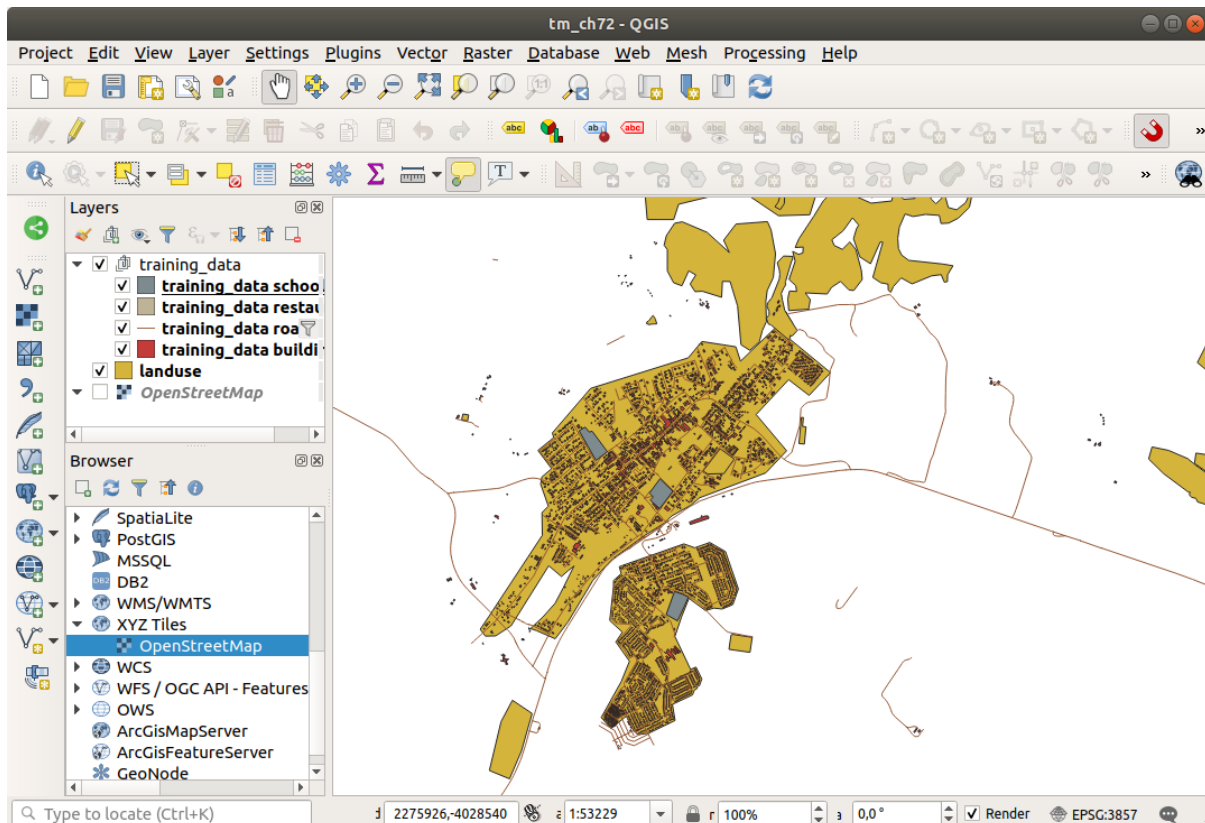 tm_ch72 - QGIS
Project Edit View Layer Settings Plugins Vector Raster Database Web Mesh Processing Help
Layers
training_data
training_data schoo
training_data restau
training_data roa
training_data buildi
landuse
OpenStreetMap
Browser
SpatiaLite
PostGIS
MSSQL
DB2
WMS/WMTS
XYZ Tiles
OpenStreetMap
WCS
WFS / OGC API - Features
OWS
ArcGisMapServer
ArcGisFeatureServer
GeoNode
Type to locate (Ctrl+K) 2275926,-4028540 1:53229 100% 0,0 ° Render EPSG:3857